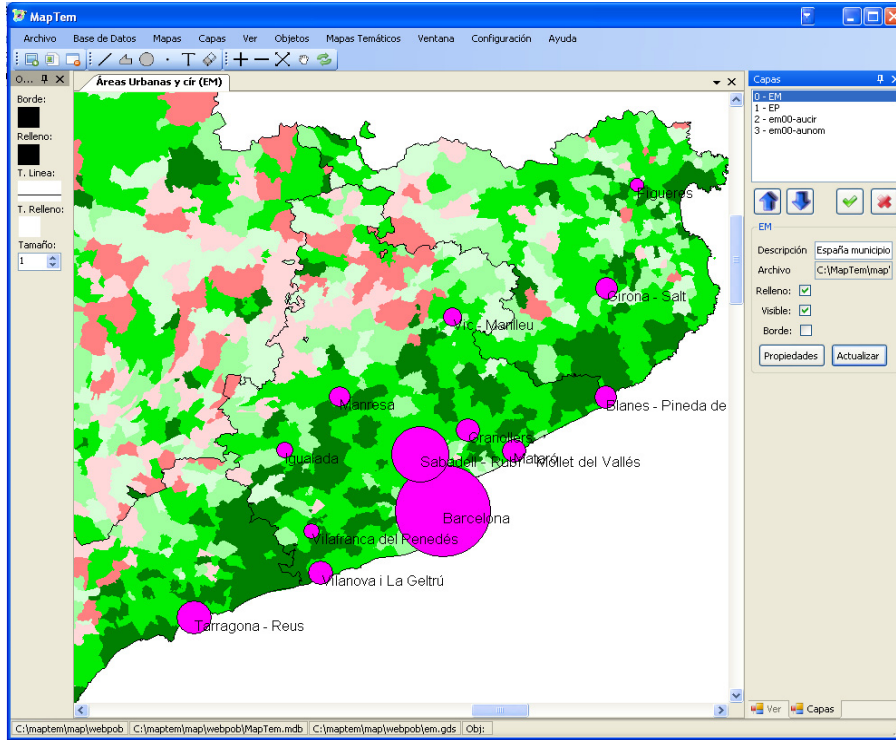 MapTem
Archivo Base de Datos Mapas Capas Ver Objetos Mapas Temáticos Ventana Configuración Ayuda
O...
Áreas Urbanas y cír (EM)
Capas
Borde:
Relleno:
T. Linea:
T. Relleno:
Tamaño:
1
0 - EM
1 - EP
2 - em00-aucir
3 - em00-aunom
EM
Descripción España municipio
Archivo C:\MapTem\map'
Relleno:
Visible:
Borde:
Propiedades Actualizar
Figueres
Girona - Salt
Vic - Manlleu
Manresa
Blanes - Pineda de
Granollers
Igualada
Mataró
Sabadell - Rubí - Mollet del Vallés
Barcelona
Vilafranca del Penedés
Vilanova i La Geltrú
Tarragona - Reus
Ver Capas
C:\maptem\map\webpob C:\maptem\map\webpob\MapTem.mdb C:\maptem\map\webpob\em.gds Obj: